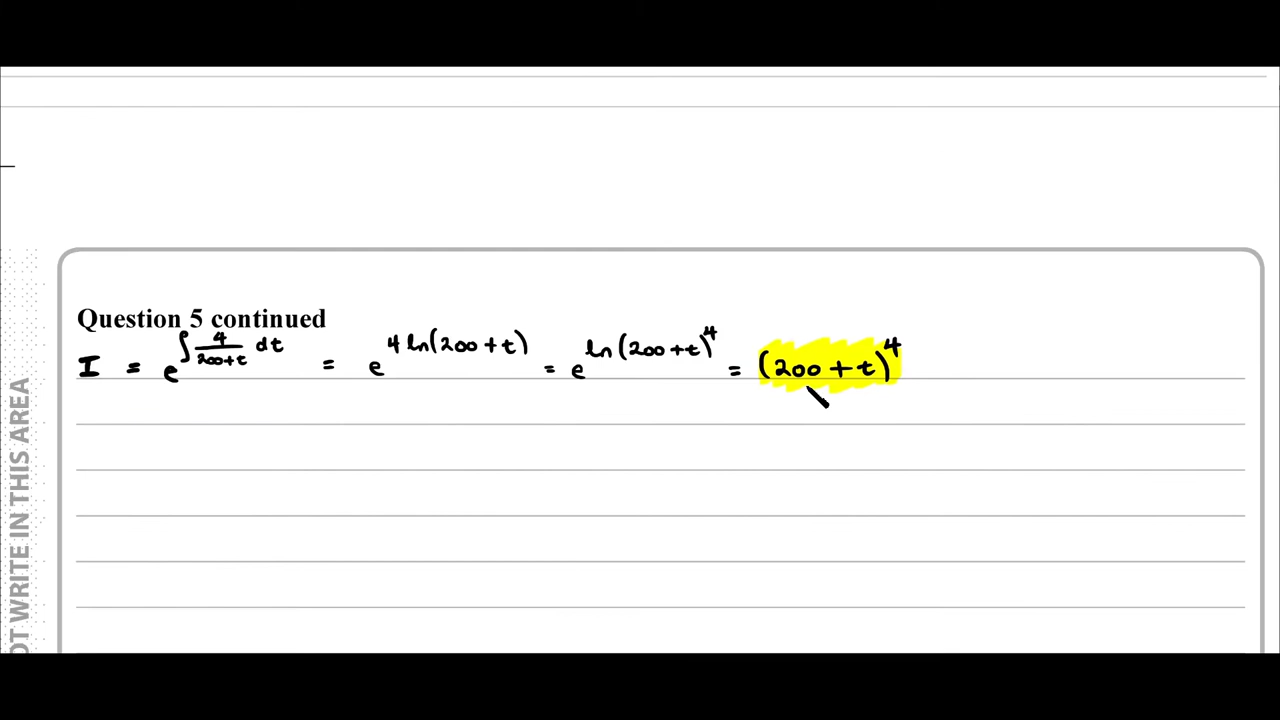 Question 5 continued
I = e^{∫ 4/(200+t) dt} = e^{4 ln(200+t)} = e^{ln(200+t)^4} = (200+t)^4
OT WRITE IN THIS AREA